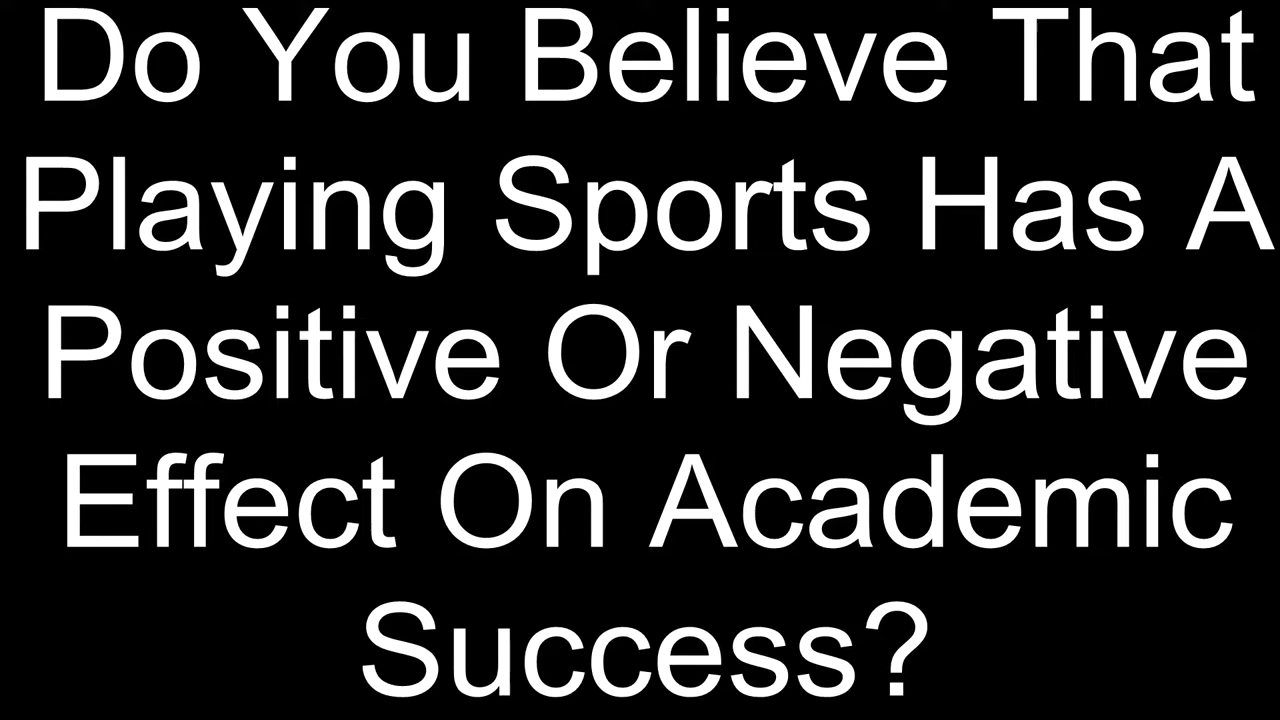 Do You Believe That
Playing Sports Has A
Positive Or Negative
Effect On Academic
Success?